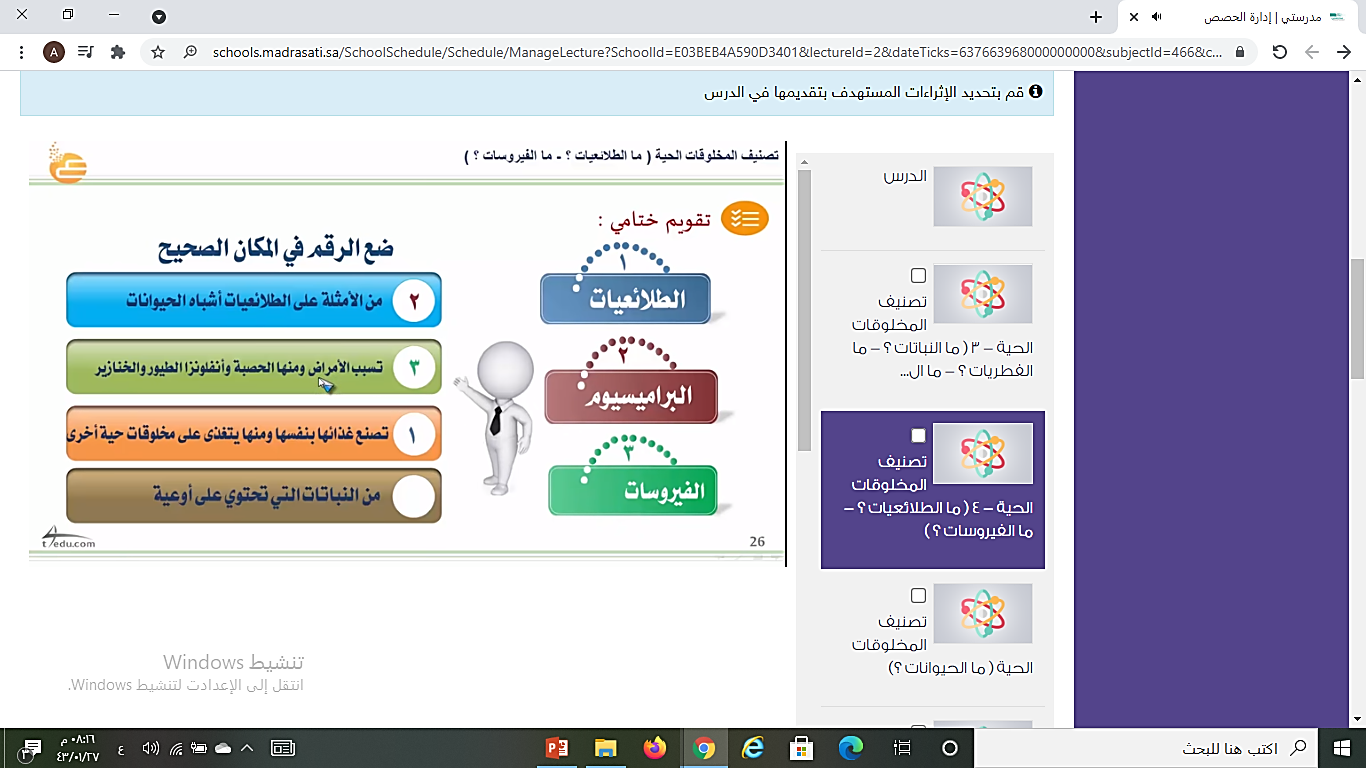 مدرستي | إدارة الحصص
schools.madrasati.sa/SchoolSchedule/Schedule/ManageLecture?SchoolId=E03BEB4A590D3401&lectureId=2&dateTicks=637663968000000000&subjectId=466&c...
A
قم بتحديد الإثراءات المستهدف بتقديمها في الدرس
الدرس
تصنيف
المخلوقات
الحية – ٣ ( ما النباتات ؟ – ما
الفطريات ؟ – ما ال...
تصنيف
المخلوقات
الحية – ٤ ( ما الطلائعيات ؟ –
ما الفيروسات ؟ )
تصنيف
المخلوقات
الحية ( ما الحيوانات ؟)
تصنيف المخلوقات الحية ( ما الطلائعيات ؟ - ما الفيروسات ؟ )
تقويم ختامي :
١
الطلائعيات
٢
البراميسيوم
٣
الفيروسات
ضع الرقم في المكان الصحيح
٢ من الأمثلة على الطلائعيات أشباه الحيوانات
٣ تسبب الأمراض ومنها الحصبة وأنفلونزا الطيور والخنازير
١ تصنع غذائها بنفسها ومنها يتغذى على مخلوقات حية أخرى
من النباتات التي تحتوي على أوعية
t4edu.com
26
تنشيط Windows
انتقل إلى الإعدادات لتنشيط Windows.
اكتب هنا للبحث
ع
٠٨:١٦ م
٤٣/٠١/٢٧
٣